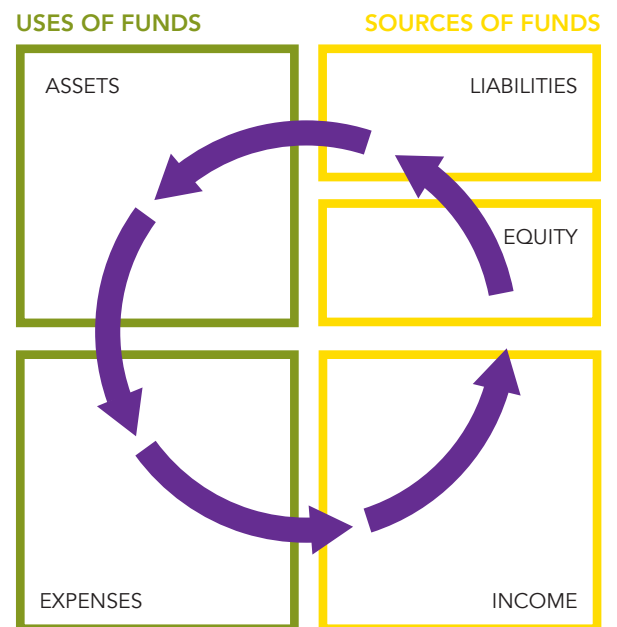 USES OF FUNDS
SOURCES OF FUNDS
ASSETS
LIABILITIES
EQUITY
EXPENSES
INCOME